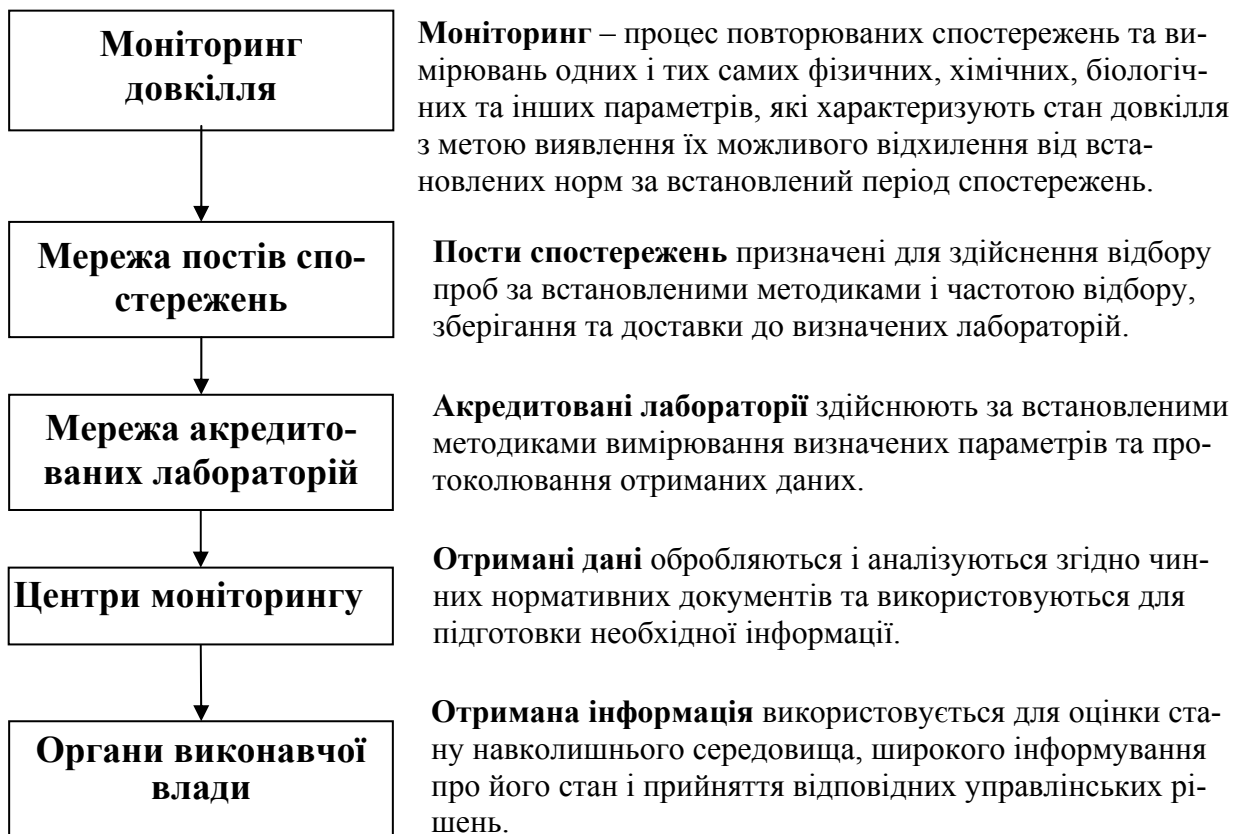 Моніторинг
довкілля
Моніторинг – процес повторюваних спостережень та ви-
мірювань одних і тих самих фізичних, хімічних, біологіч-
них та інших параметрів, які характеризують стан довкілля
з метою виявлення їх можливого відхилення від вста-
новлених норм за встановлений період спостережень.
Мережа постів спо-
стережень
Пости спостережень призначені для здійснення відбору
проб за встановленими методиками і частотою відбору,
зберігання та доставки до визначених лабораторій.
Мережа акредито-
ваних лабораторій
Акредитовані лабораторії здійснюють за встановленими
методиками вимірювання визначених параметрів та про-
токолювання отриманих даних.
Центри моніторингу
Отримані дані обробляються і аналізуються згідно чин-
них нормативних документів та використовуються для
підготовки необхідної інформації.
Органи виконавчої
влади
Отримана інформація використовується для оцінки ста-
ну навколишнього середовища, широкого інформування
про його стан і прийняття відповідних управлінських рі-
шень.